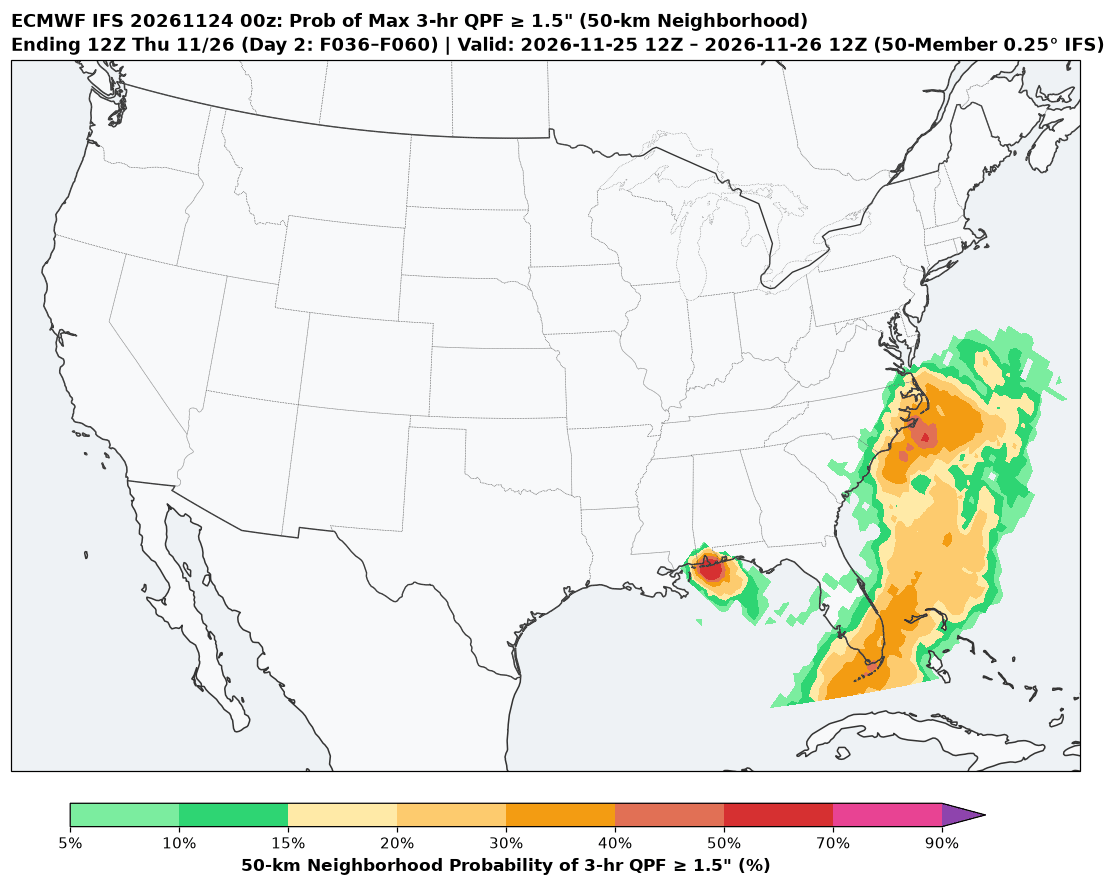 ECMWF IFS 20261124 00z: Prob of Max 3-hr QPF ≥ 1.5" (50-km Neighborhood)
Ending 12Z Thu 11/26 (Day 2: F036–F060) | Valid: 2026-11-25 12Z – 2026-11-26 12Z (50-Member 0.25° IFS)
5% 10% 15% 20% 30% 40% 50% 70% 90%
50-km Neighborhood Probability of 3-hr QPF ≥ 1.5" (%)